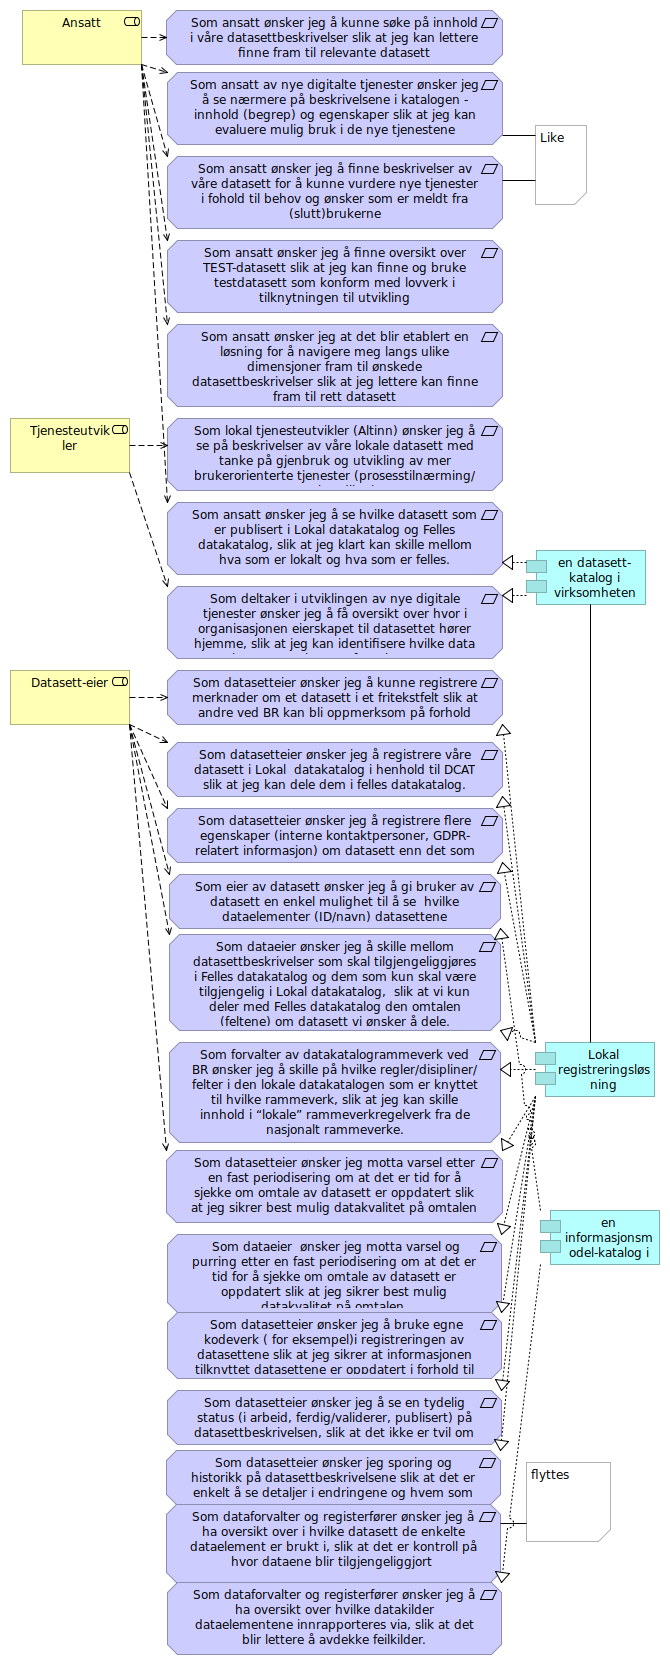 Ansatt
Som ansatt ønsker jeg å kunne søke på innhold
i våre datasettbeskrivelser slik at jeg kan lettere
finne fram til relevante datasett
Som ansatt av nye digitalte tjenester ønsker jeg
å se nærmere på beskrivelsene i katalogen -
innhold (begrep) og egenskaper slik at jeg kan
evaluere mulig bruk i de nye tjenestene
Like
Som ansatt ønsker jeg å finne beskrivelser av
våre datasett for å kunne vurdere nye tjenester
i fohold til behov og ønsker som er meldt fra
(slutt)brukerne
Som ansatt ønsker jeg å finne oversikt over
TEST-datasett slik at jeg kan finne og bruke
testdatasett som konform med lovverk i
tilknytningen til utvikling
Som ansatt ønsker jeg at det blir etablert en
løsning for å navigere meg langs ulike
dimensjoner fram til ønskede
datasettbeskrivelser slik at jeg lettere kan finne
fram til rett datasett
Tjenesteutvik
ler
Som lokal tjenesteutvikler (Altinn) ønsker jeg å
se på beskrivelser av våre lokale datasett med
tanke på gjenbruk og utvikling av mer
brukerorienterte tjenester (prosesstilnærming/
Som ansatt ønsker jeg å se hvilke datasett som
er publisert i Lokal datakatalog og Felles
datakatalog, slik at jeg klart kan skille mellom
hva som er lokalt og hva som er felles.
en datasett-
katalog i
virksomheten
Som deltaker i utviklingen av nye digitale
tjenester ønsker jeg å få oversikt over hvor i
organisasjonen eierskapet til datasettet hører
hjemme, slik at jeg kan identifisere hvilke data
Datasett-eier
Som datasetteier ønsker jeg å kunne registrere
merknader om et datasett i et fritekstfelt slik at
andre ved BR kan bli oppmerksom på forhold
Som datasetteier ønsker jeg å registrere våre
datasett i Lokal  datakatalog i henhold til DCAT
slik at jeg kan dele dem i felles datakatalog.
Som datasetteier ønsker jeg å registrere flere
egenskaper (interne kontaktpersoner, GDPR-
relatert informasjon) om datasett enn det som
Som eier av datasett ønsker jeg å gi bruker av
datasett en enkel mulighet til å se  hvilke
dataelementer (ID/navn) datasettene
Som dataeier ønsker jeg å skille mellom
datasettbeskrivelser som skal tilgjengeliggjøres
i Felles datakatalog og dem som kun skal være
tilgjengelig i Lokal datakatalog,  slik at vi kun
deler med Felles datakatalog den omtalen
(feltene) om datasett vi ønsker å dele.
Som forvalter av datakatalogrammeverk ved
BR ønsker jeg å skille på hvilke regler/disipliner/
felter i den lokale datakatalogen som er knyttet
til hvilke rammeverk, slik at jeg kan skille
innhold i “lokale” rammeverkregelverk fra de
nasjonalt rammeverke.
Lokal
registreringsløs
ning
Som datasetteier ønsker jeg motta varsel etter
en fast periodisering om at det er tid for å
sjekke om omtale av datasett er oppdatert slik
at jeg sikrer best mulig datakvalitet på omtalen
en
informasjonsm
odel-katalog i
Som dataeier  ønsker jeg motta varsel og
purring etter en fast periodisering om at det er
tid for å sjekke om omtale av datasett er
oppdatert slik at jeg sikrer best mulig
datakvalitet på omtalen
Som datasetteier ønsker jeg å bruke egne
kodeverk ( for eksempel)i registreringen av
datasettene slik at jeg sikrer at informasjonen
tilknyttet datasettene er oppdatert i forhold til
Som datasetteier ønsker jeg å se en tydelig
status (i arbeid, ferdig/validerer, publisert) på
datasettbeskrivelsen, slik at det ikke er tvil om
Som datasetteier ønsker jeg sporing og
historikk på datasettbeskrivelsene slik at det er
enkelt å se detaljer i endringene og hvem som
flyttes
Som dataforvalter og registerfører ønsker jeg å
ha oversikt over i hvilke datasett de enkelte
dataelement er brukt i, slik at det er kontroll på
hvor dataene blir tilgjengeliggjort
Som dataforvalter og registerfører ønsker jeg å
ha oversikt over hvilke datakilder
dataelementene innrapporteres via, slik at det
blir lettere å avdekke feilkilder.